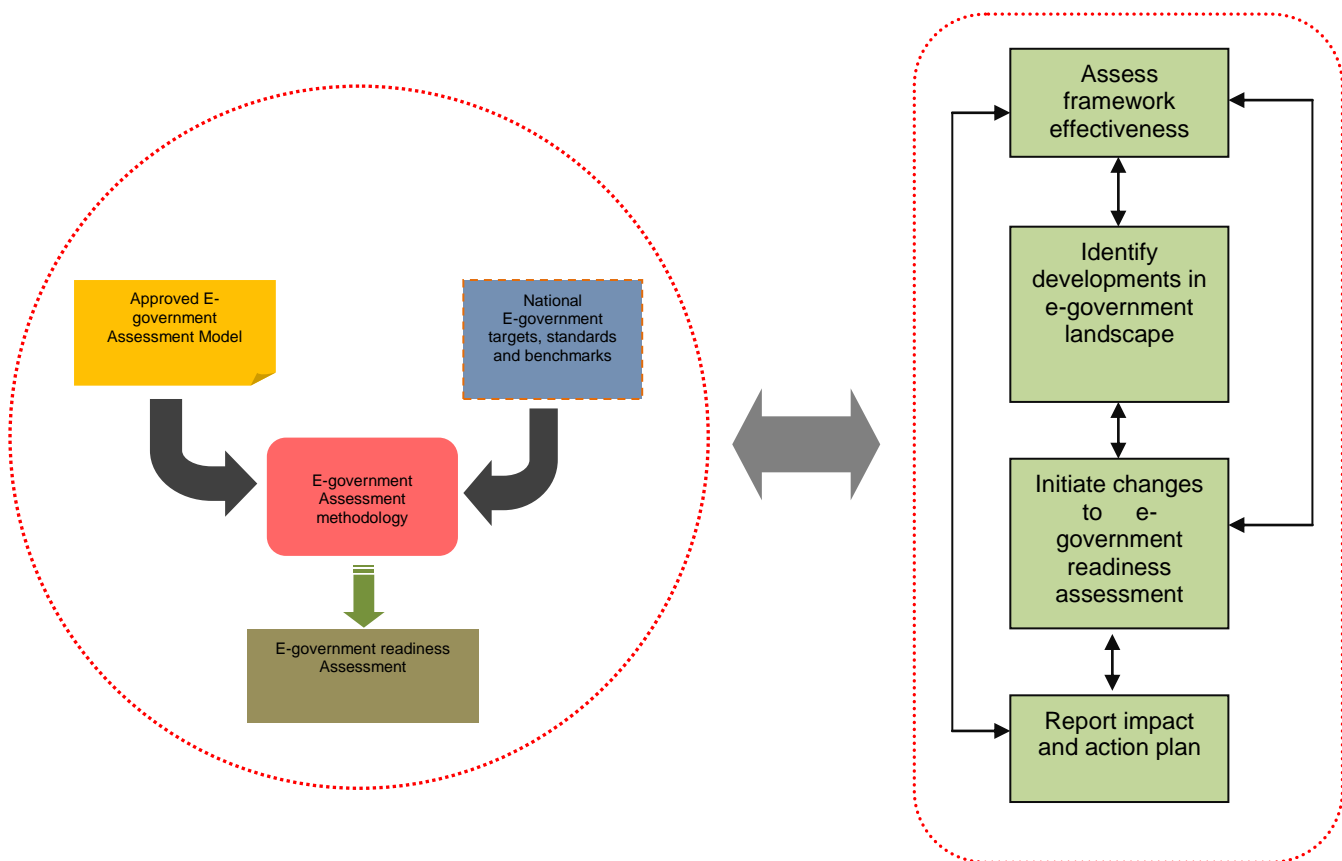 Approved E-
government
Assessment Model
National
E-government
targets, standards
and benchmarks
E-government
Assessment
methodology
E-government readiness
Assessment
Assess
framework
effectiveness
Identify
developments in
e-government
landscape
Initiate changes
to e-
government
readiness
assessment
Report impact
and action plan